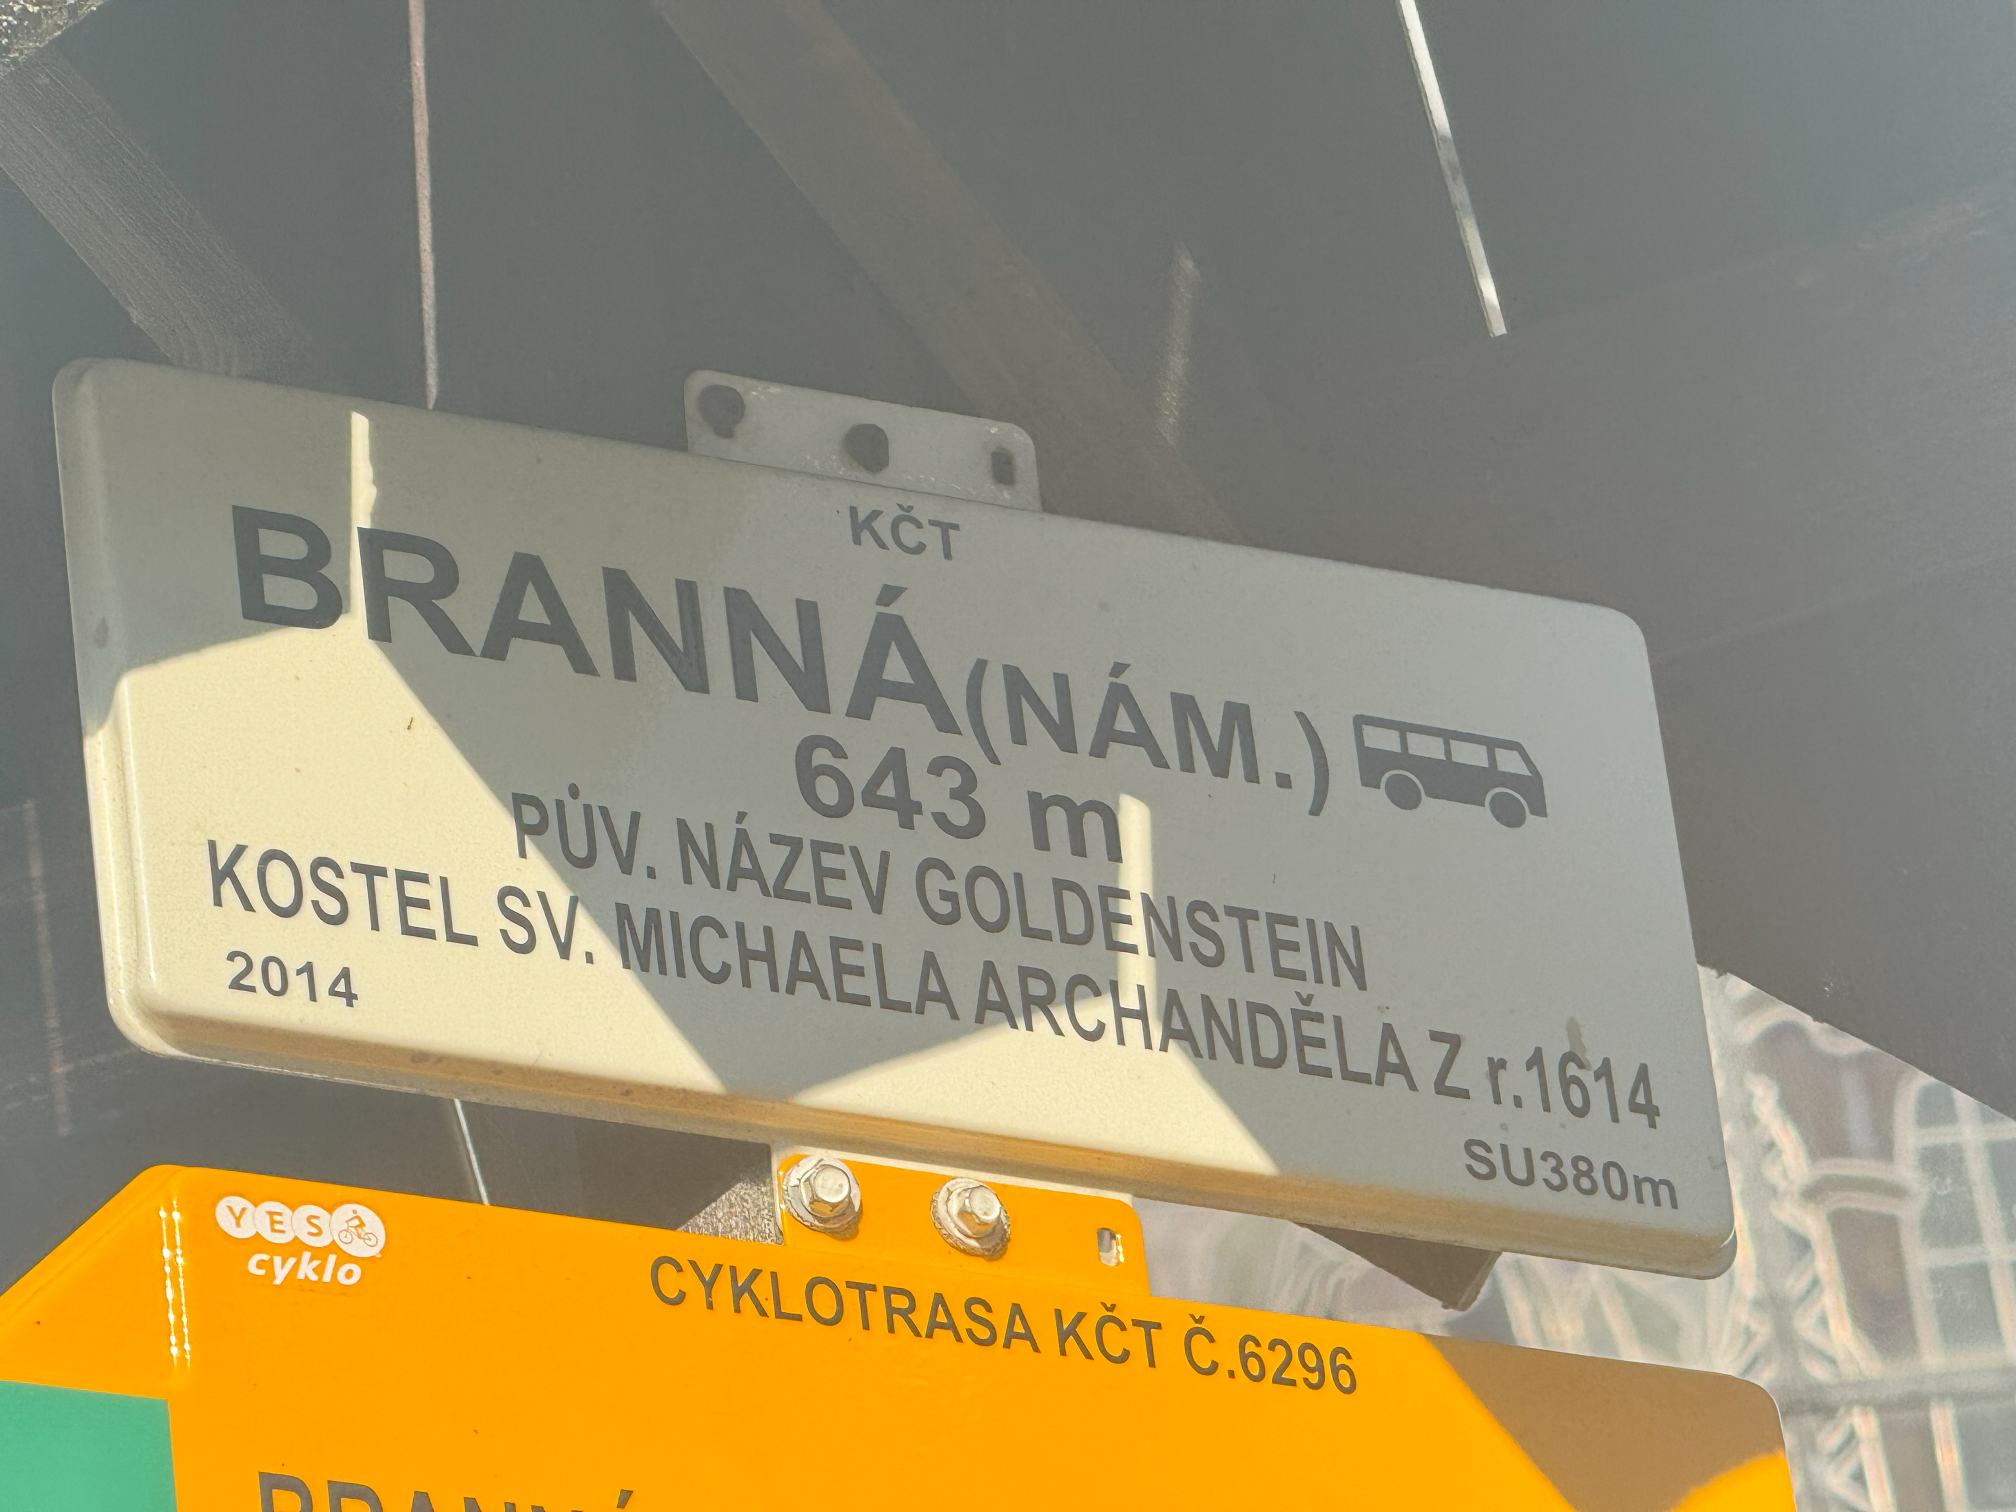 KČT
BRANNÁ(NÁM.)
643 m
PŮV. NÁZEV GOLDENSTEIN
KOSTEL SV. MICHAELA ARCHANDĚLA Z r.1614
2014
SU380m
YES
cyklo
CYKLOTRASA KČT Č.6296
BRANNÁ